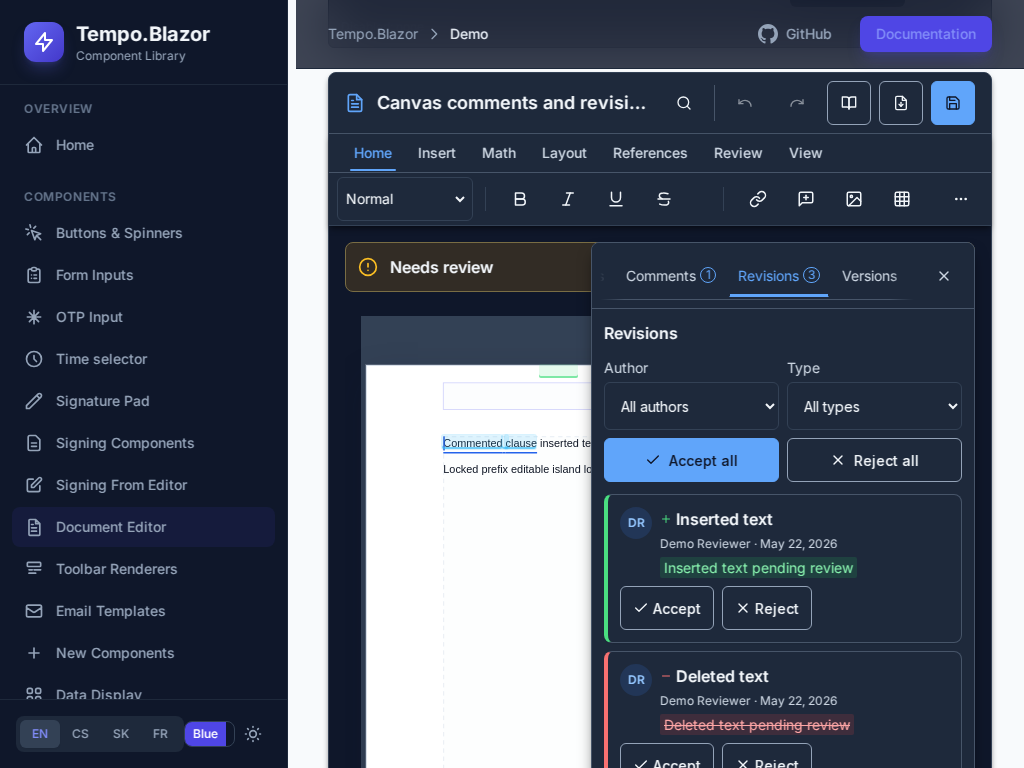 Tempo.Blazor
Component Library
OVERVIEW
Home
COMPONENTS
Buttons & Spinners
Form Inputs
OTP Input
Time selector
Signature Pad
Signing Components
Signing From Editor
Document Editor
Toolbar Renderers
Email Templates
New Components
Data Display
EN CS SK FR Blue
Tempo.Blazor > Demo
GitHub
Documentation
Canvas comments and revisi...
Home Insert Math Layout References Review View
Normal
Needs review
Commented clause inserted te
Locked prefix editable island lo
Comments 1 Revisions 3 Versions
Revisions
Author Type
All authors All types
Accept all Reject all
DR + Inserted text
Demo Reviewer · May 22, 2026
Inserted text pending review
Accept Reject
DR − Deleted text
Demo Reviewer · May 22, 2026
Deleted text pending review
Accept Reject